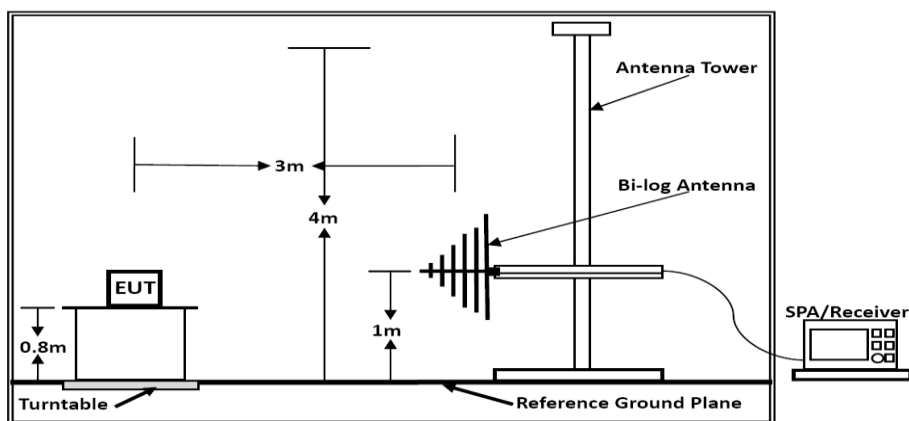 Antenna Tower
3m
Bi-log Antenna
4m
EUT
SPA/Receiver
1m
0.8m
Turntable
Reference Ground Plane